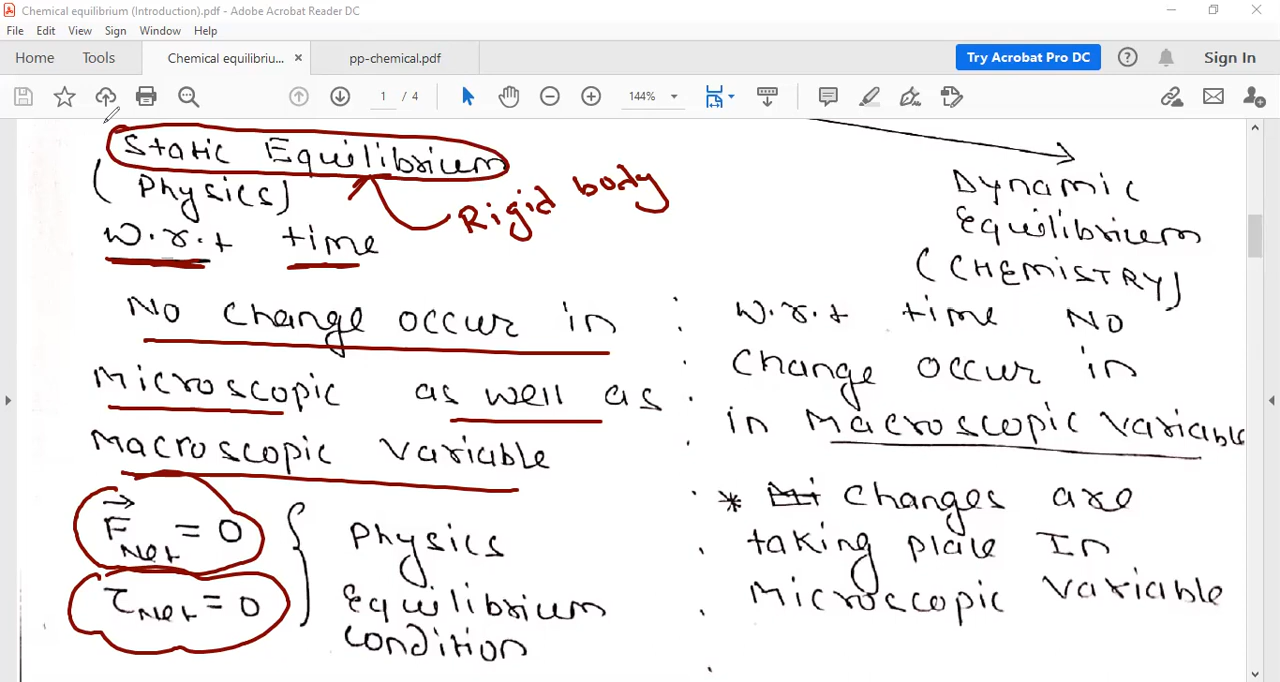 Chemical equilibrium (Introduction).pdf - Adobe Acrobat Reader DC
File Edit View Sign Window Help
Home Tools Chemical equilibriu... × pp-chemical.pdf Try Acrobat Pro DC Sign In
1 / 4 144%
Static Equilibrium
(Physics)
Rigid body
w.r.t time
No change occur in
Microscopic as well as
Macroscopic variable
F Net = 0
τ Net = 0
Physics
Equilibrium
condition
Dynamic
Equilibrium
(CHEMISTRY)
w.r.t time NO
change occur in
in Macroscopic variable
* Mi changes are
taking place In
Microscopic variable